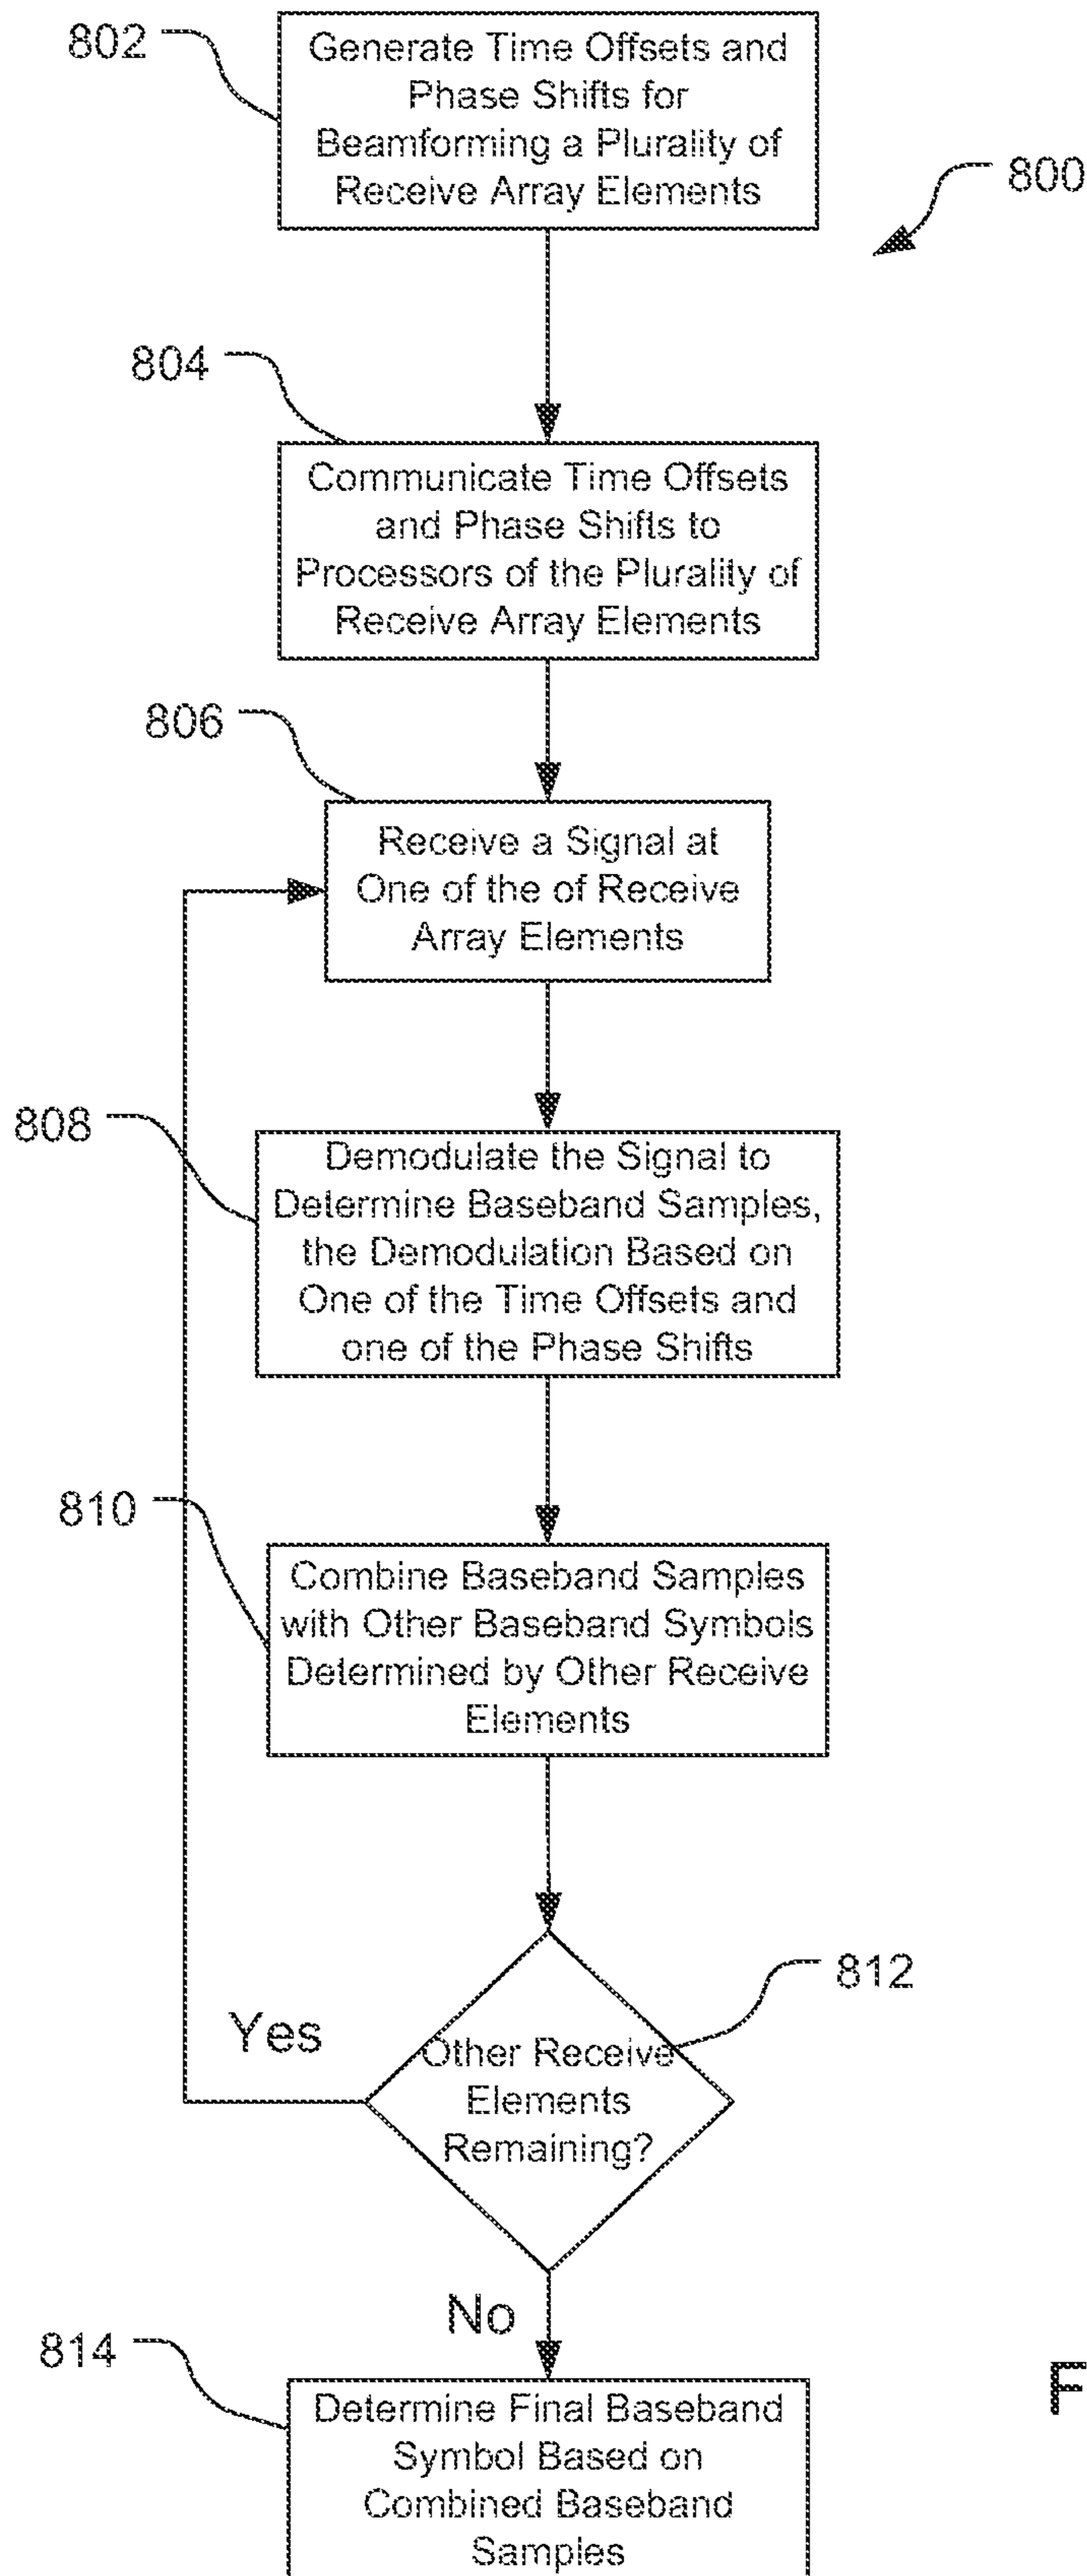 802
Generate Time Offsets and
Phase Shifts for
Beamforming a Plurality of
Receive Array Elements
800
804
Communicate Time Offsets
and Phase Shifts to
Processors of the Plurality of
Receive Array Elements
806
Receive a Signal at
One of the of Receive
Array Elements
808
Demodulate the Signal to
Determine Baseband Samples,
the Demodulation Based on
One of the Time Offsets and
one of the Phase Shifts
810
Combine Baseband Samples
with Other Baseband Symbols
Determined by Other Receive
Elements
812
Yes
Other Receive
Elements
Remaining?
No
814
Determine Final Baseband
Symbol Based on
Combined Baseband
Samples
F